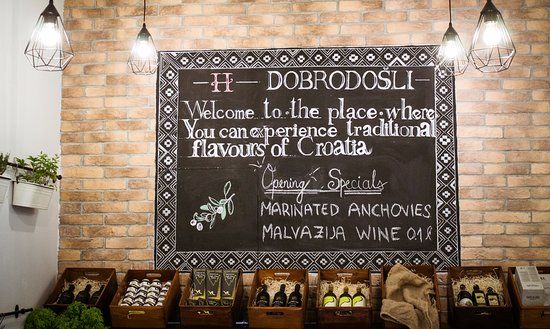 H DOBRODOŠLI
Welcome to the place where
You can experience traditional
flavours of Croatia
Opening Specials
MARINATED ANCHOVIES
MALVAZIJA WINE 0.1 l